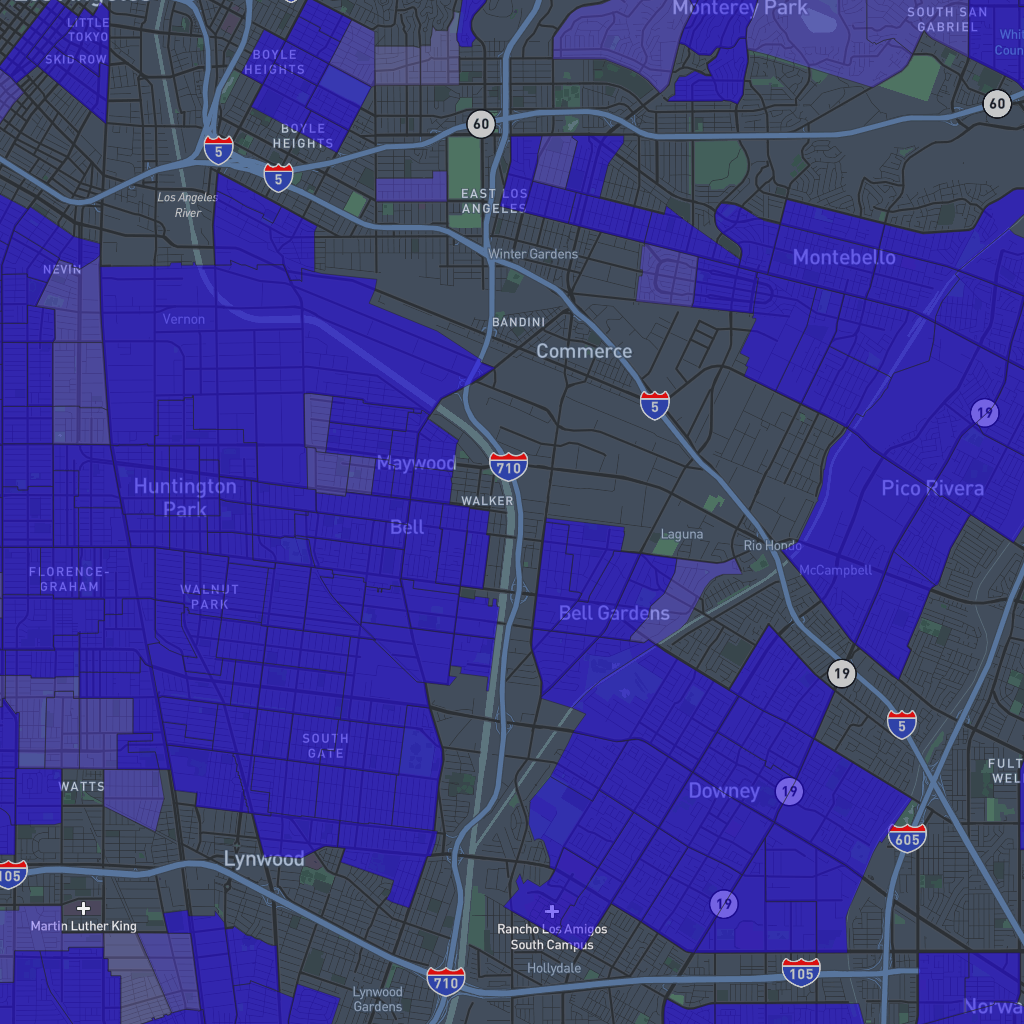 Monterey Park
SOUTH SAN
GABRIEL
LITTLE
TOKYO
SKID ROW
BOYLE
HEIGHTS
60
60
BOYLE
HEIGHTS
5
5
Los Angeles
River
EAST LOS
ANGELES
Winter Gardens
Montebello
NEVIN
Vernon
BANDINI
Commerce
5
19
Maywood
710
Huntington
Park
WALKER
Pico Rivera
Bell
Laguna
Rio Hondo
McCampbell
FLORENCE-
GRAHAM
WALNUT
PARK
Bell Gardens
19
5
SOUTH
GATE
FULT
WEL
WATTS
Downey
19
605
Lynwood
105
19
Martin Luther King
Rancho Los Amigos
South Campus
Hollydale
105
710
Lynwood
Gardens
Norwa